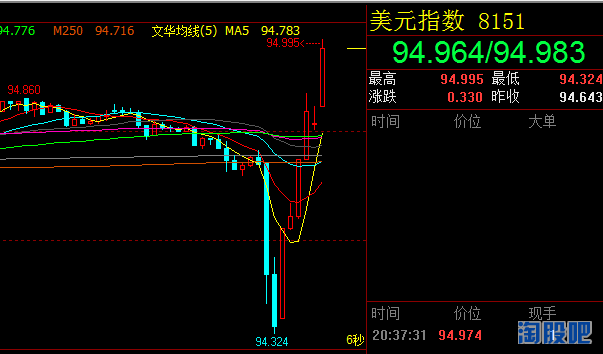 94.776 M250 94.716 文华均线(5) MA5 94.783
94.995
94.860
94.324
6秒
美元指数 8151
94.964/94.983
最高 94.995 最低 94.324
涨跌 0.330 昨收 94.643
时间 价位 大单
时间 价位 现手
20:37:31 94.974
淘股吧